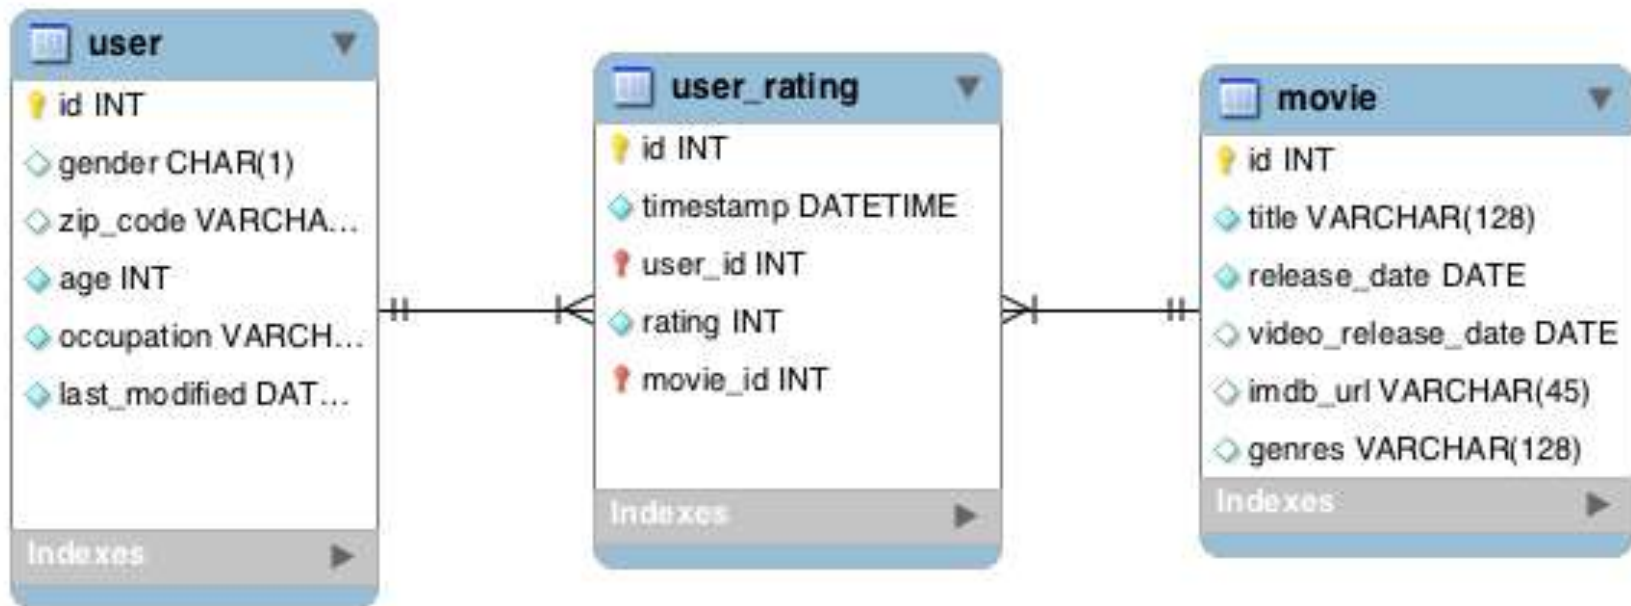 user
id INT
gender CHAR(1)
zip_code VARCHA...
age INT
occupation VARCH...
last_modified DAT...
Indexes
user_rating
id INT
timestamp DATETIME
user_id INT
rating INT
movie_id INT
Indexes
movie
id INT
title VARCHAR(128)
release_date DATE
video_release_date DATE
imdb_url VARCHAR(45)
genres VARCHAR(128)
Indexes